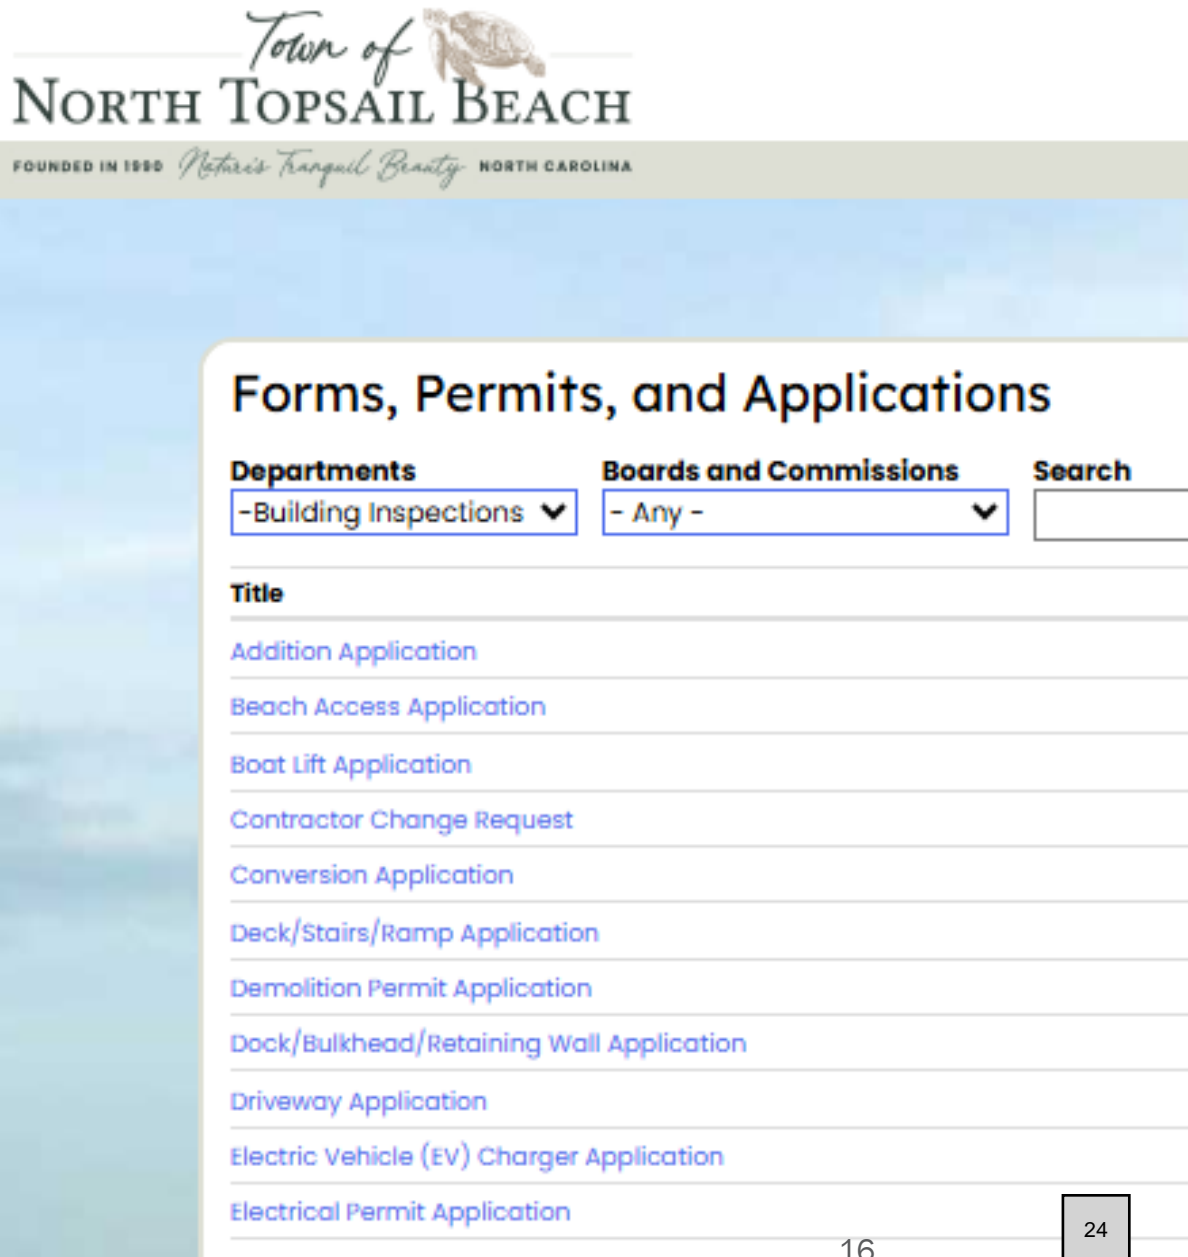 Town of
NORTH TOPSAIL BEACH
FOUNDED IN 1990 Nature's Tranquil Beauty NORTH CAROLINA
Forms, Permits, and Applications
Departments Boards and Commissions Search
-Building Inspections - Any -
Title
Addition Application
Beach Access Application
Boat Lift Application
Contractor Change Request
Conversion Application
Deck/Stairs/Ramp Application
Demolition Permit Application
Dock/Bulkhead/Retaining Wall Application
Driveway Application
Electric Vehicle (EV) Charger Application
Electrical Permit Application
24
16